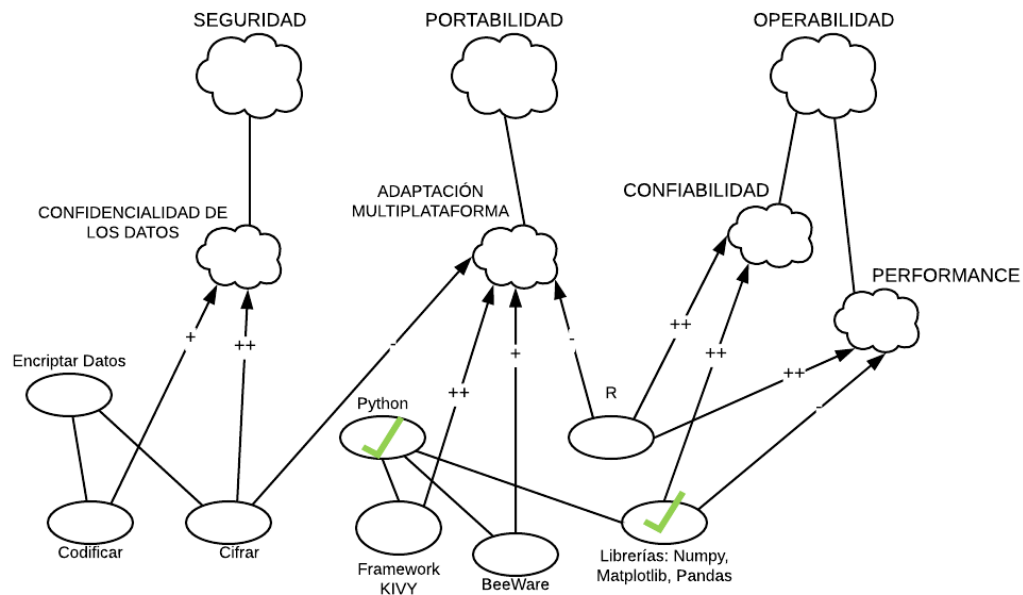 SEGURIDAD
PORTABILIDAD
OPERABILIDAD
CONFIDENCIALIDAD DE
LOS DATOS
ADAPTACIÓN
MULTIPLATAFORMA
CONFIABILIDAD
PERFORMANCE
+
++
-
++
+
-
++
++
++
-
Encriptar Datos
Codificar
Cifrar
Python
Framework
KIVY
BeeWare
R
Librerías: Numpy,
Matplotlib, Pandas